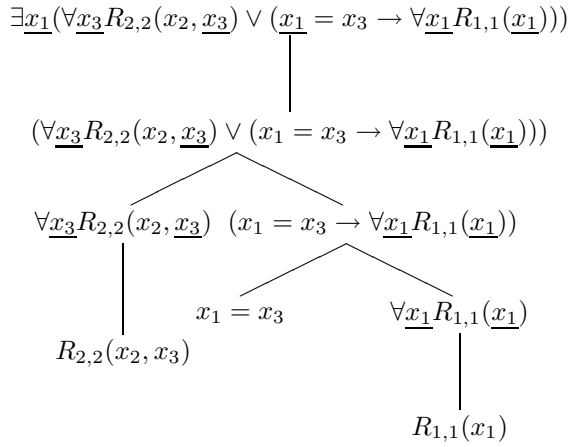 ∃x₁(∀x₃R₂,₂(x₂, x₃) ∨ (x₁ = x₃ → ∀x₁R₁,₁(x₁)))
(∀x₃R₂,₂(x₂, x₃) ∨ (x₁ = x₃ → ∀x₁R₁,₁(x₁)))
∀x₃R₂,₂(x₂, x₃) (x₁ = x₃ → ∀x₁R₁,₁(x₁))
x₁ = x₃ ∀x₁R₁,₁(x₁)
R₂,₂(x₂, x₃)
R₁,₁(x₁)